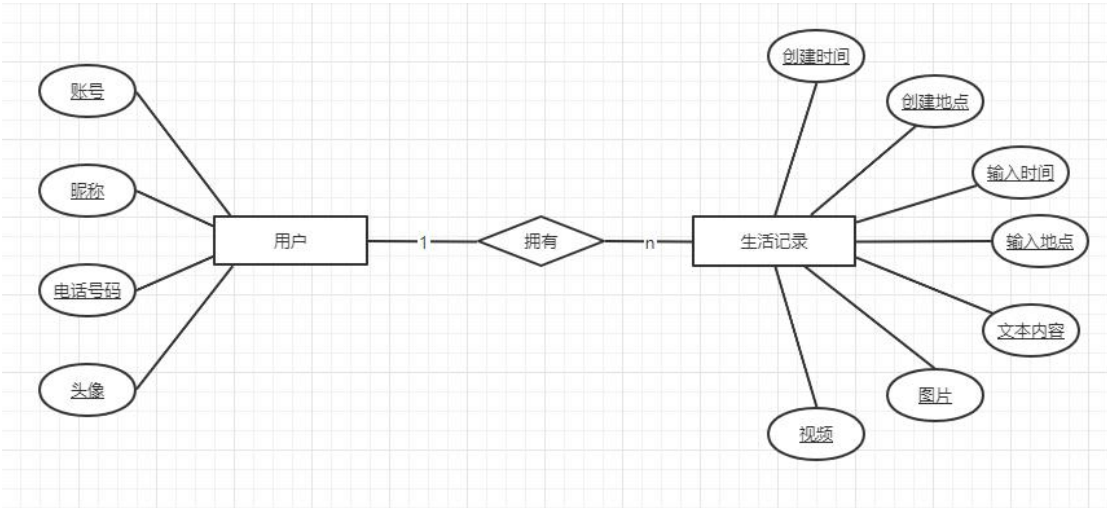 账号
昵称
电话号码
头像
用户
1
拥有
n
生活记录
创建时间
创建地点
输入时间
输入地点
文本内容
图片
视频